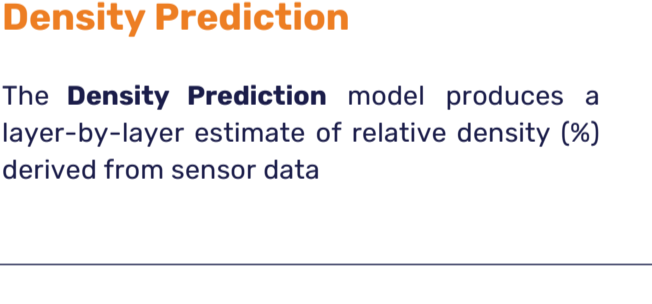 Density Prediction
The Density Prediction model produces a
layer-by-layer estimate of relative density (%)
derived from sensor data